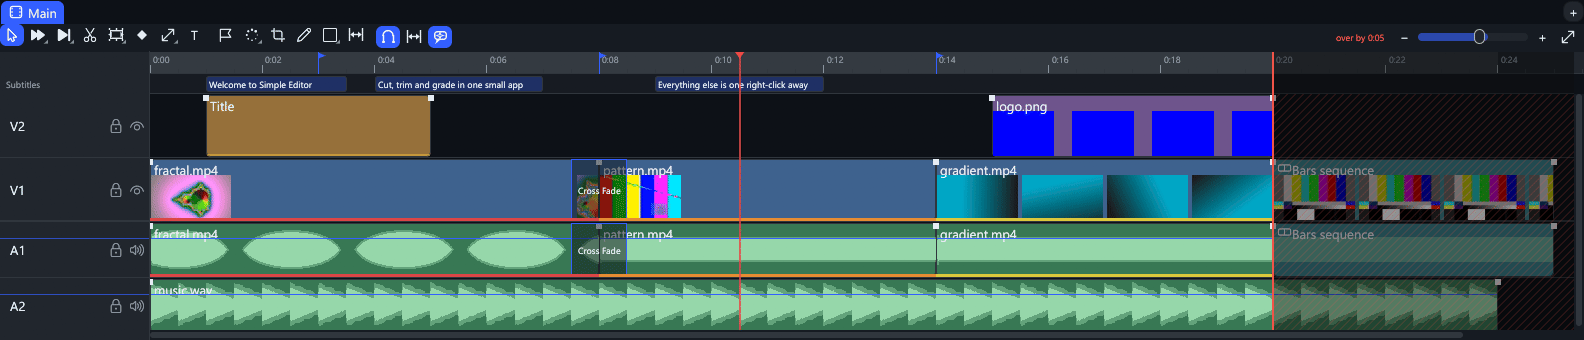 Main
+
T
over by 0:05
0:00 0:02 0:04 0:06 0:08 0:10 0:12 0:14 0:16 0:18 0:20 0:22 0:24
Subtitles
Welcome to Simple Editor
Cut, trim and grade in one small app
Everything else is one right-click away
V2
Title
logo.png
V1
fractal.mp4
Cross Fade
pattern.mp4
gradient.mp4
Bars sequence
A1
fractal.mp4
Cross Fade
pattern.mp4
gradient.mp4
Bars sequence
A2
music.wav